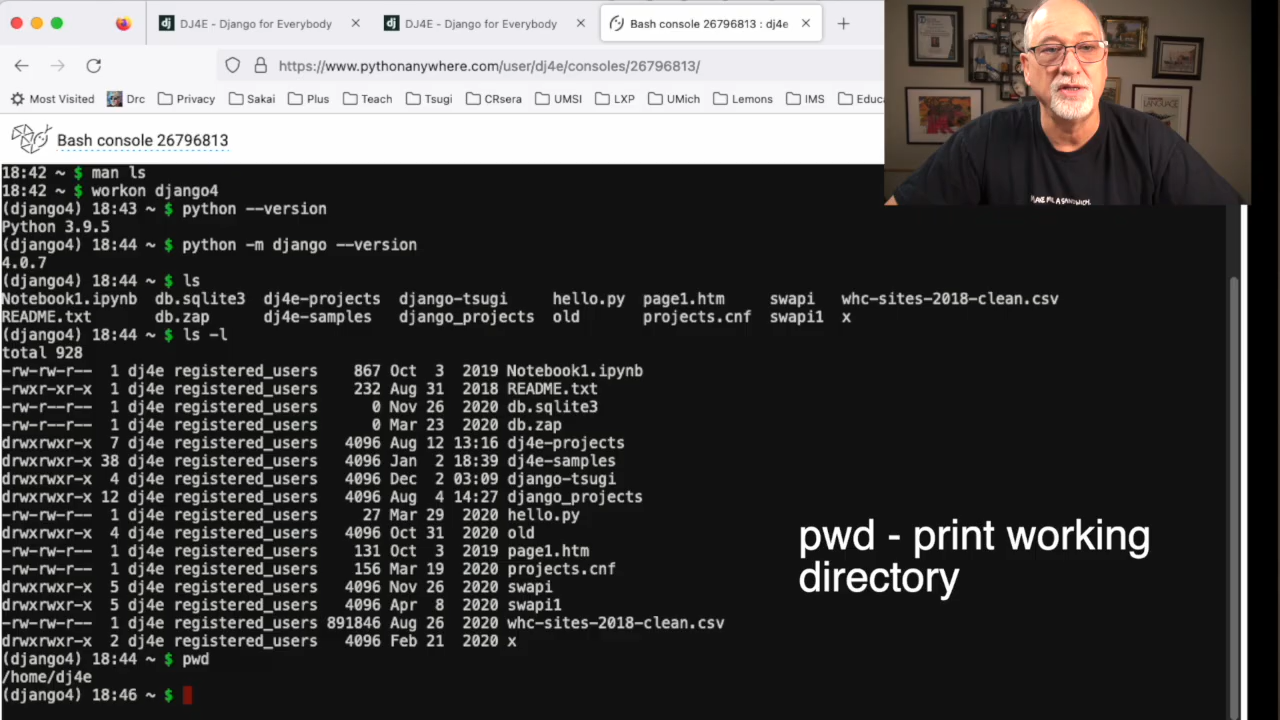 DJ4E - Django for Everybody
DJ4E - Django for Everybody
Bash console 26796813 : dj4e
https://www.pythonanywhere.com/user/dj4e/consoles/26796813/
Most Visited Drc Privacy Sakai Plus Teach Tsugi CRsera UMSI LXP UMich Lemons IMS Educa
Bash console 26796813
18:42 ~ $ man ls
18:42 ~ $ workon django4
(django4) 18:43 ~ $ python --version
Python 3.9.5
(django4) 18:44 ~ $ python -m django --version
4.0.7
(django4) 18:44 ~ $ ls
Notebook1.ipynb db.sqlite3 dj4e-projects django-tsugi hello.py page1.htm swapi whc-sites-2018-clean.csv
README.txt db.zap dj4e-samples django_projects old projects.cnf swapi1 x
(django4) 18:44 ~ $ ls -l
total 928
-rw-rw-r-- 1 dj4e registered_users 867 Oct 3 2019 Notebook1.ipynb
-rwxr-xr-x 1 dj4e registered_users 232 Aug 31 2018 README.txt
-rw-r--r-- 1 dj4e registered_users 0 Nov 26 2020 db.sqlite3
-rw-r--r-- 1 dj4e registered_users 0 Mar 23 2020 db.zap
drwxrwxr-x 7 dj4e registered_users 4096 Aug 12 13:16 dj4e-projects
drwxrwxr-x 38 dj4e registered_users 4096 Jan 2 18:39 dj4e-samples
drwxrwxr-x 4 dj4e registered_users 4096 Dec 2 03:09 django-tsugi
drwxrwxr-x 12 dj4e registered_users 4096 Aug 4 14:27 django_projects
-rw-rw-r-- 1 dj4e registered_users 27 Mar 29 2020 hello.py
drwxrwxr-x 4 dj4e registered_users 4096 Oct 31 2020 old
-rw-rw-r-- 1 dj4e registered_users 131 Oct 3 2019 page1.htm
-rw-rw-r-- 1 dj4e registered_users 156 Mar 19 2020 projects.cnf
drwxrwxr-x 5 dj4e registered_users 4096 Nov 26 2020 swapi
drwxrwxr-x 5 dj4e registered_users 4096 Apr 8 2020 swapi1
-rw-rw-r-- 1 dj4e registered_users 891846 Aug 26 2020 whc-sites-2018-clean.csv
drwxrwxr-x 2 dj4e registered_users 4096 Feb 21 2020 x
(django4) 18:44 ~ $ pwd
/home/dj4e
(django4) 18:46 ~ $
pwd - print working
directory
MAKE ME A SANDWICH.
LANGUAGE